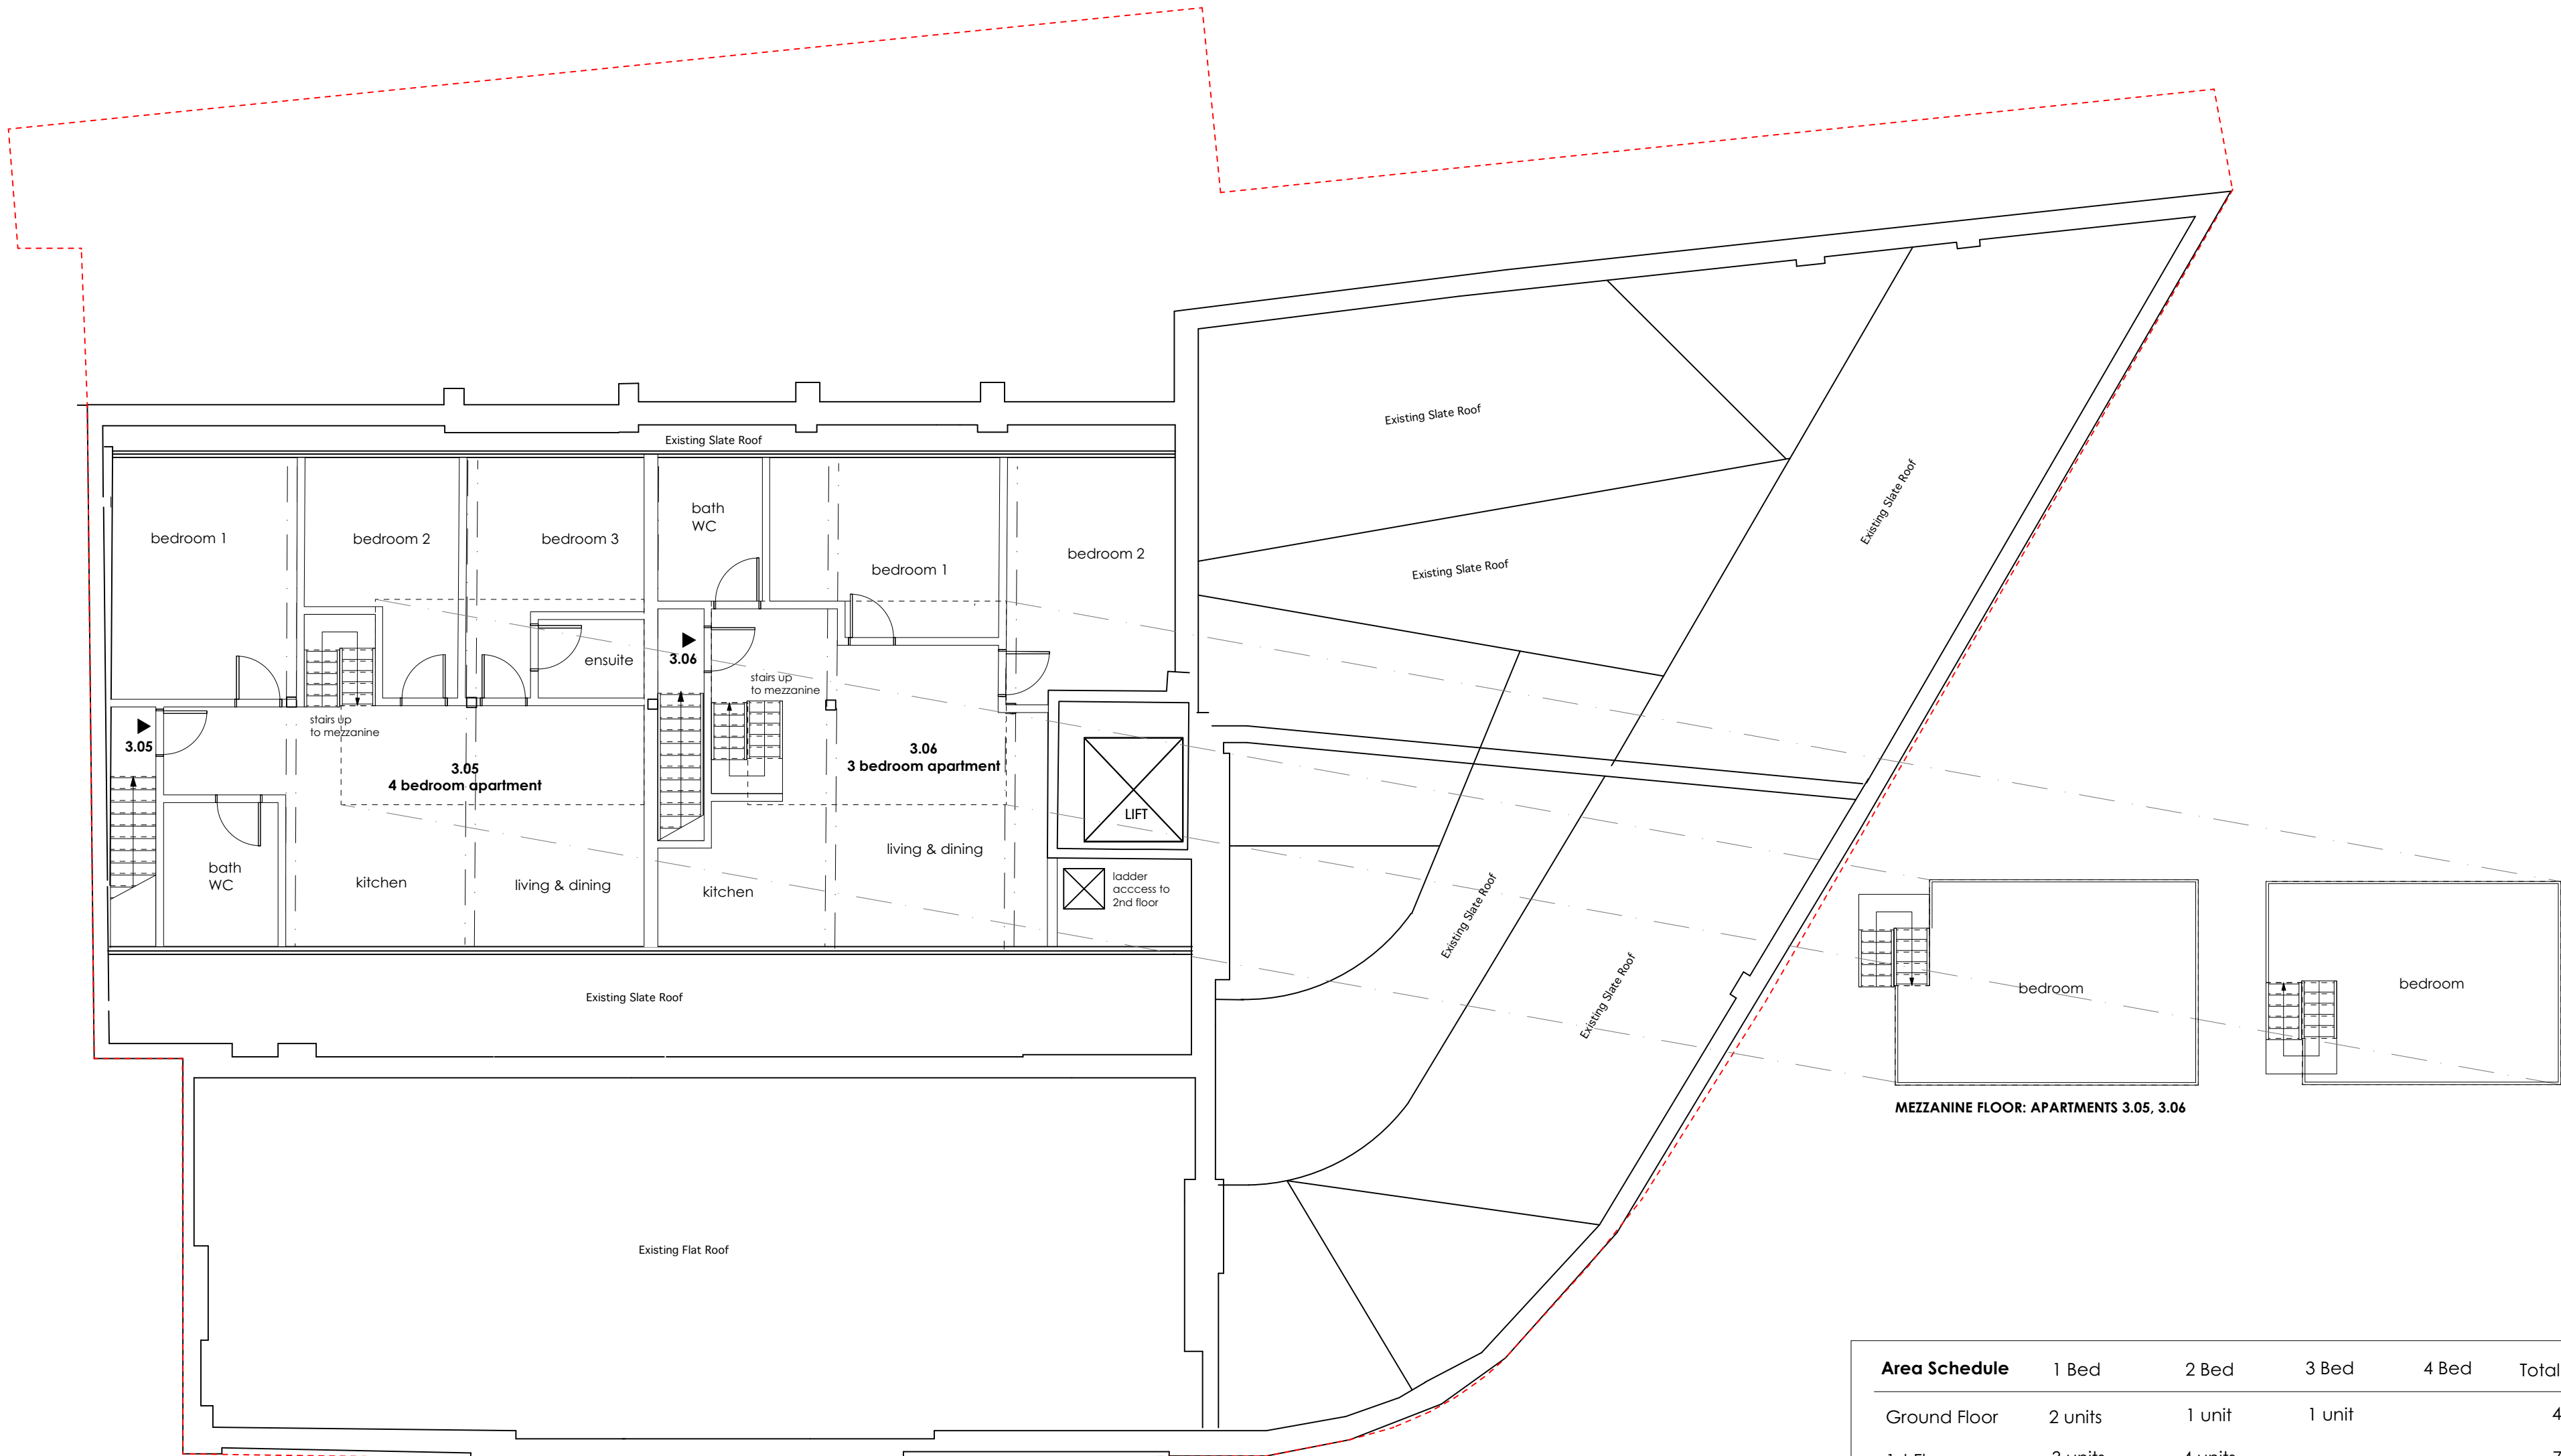 Existing Slate Roof
bedroom 1
bedroom 2
bedroom 3
bath
WC
bedroom 1
bedroom 2
ensuite
3.06
stairs up
to mezzanine
stairs up
to mezzanine
3.05
3.05
4 bedroom apartment
3.06
3 bedroom apartment
LIFT
bath
WC
kitchen
living & dining
kitchen
living & dining
ladder
acccess to
2nd floor
Existing Slate Roof
Existing Flat Roof
Existing Slate Roof
Existing Slate Roof
Existing Slate Roof
Existing Slate Roof
Existing Slate Roof
bedroom
bedroom
MEZZANINE FLOOR: APARTMENTS 3.05, 3.06
Area Schedule 1 Bed 2 Bed 3 Bed 4 Bed Total
Ground Floor 2 units 1 unit 1 unit 4
units 4 units